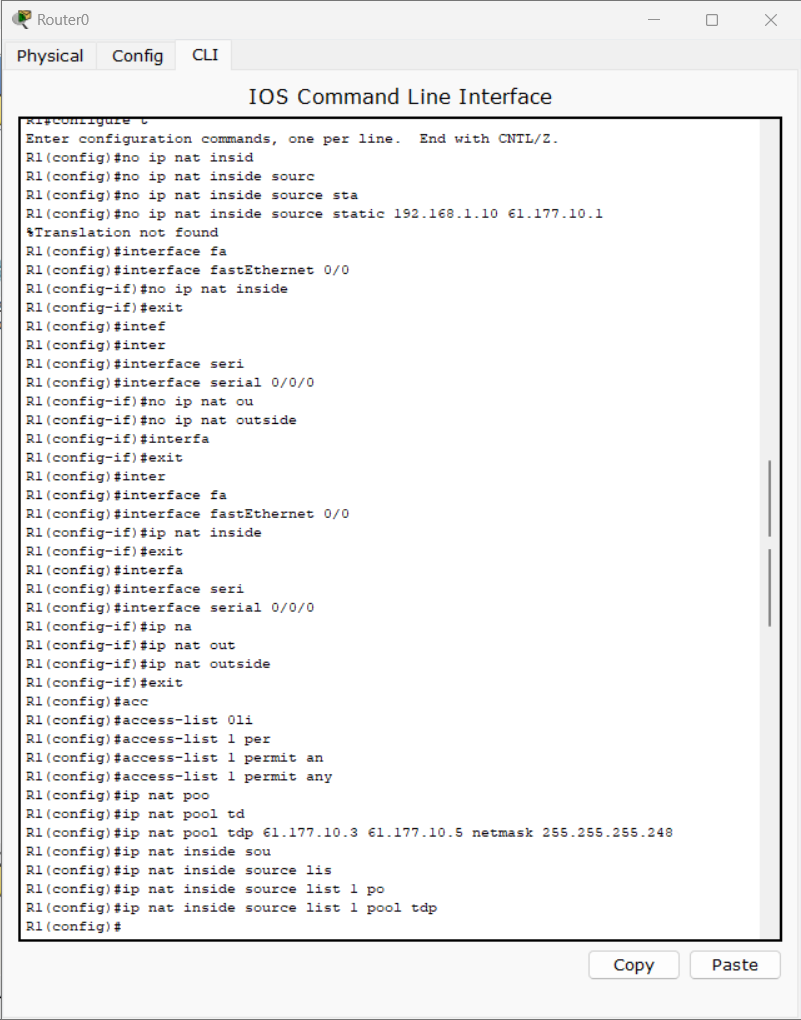 Router0
Physical Config CLI
IOS Command Line Interface
R1#configure t
Enter configuration commands, one per line.  End with CNTL/Z.
R1(config)#no ip nat insid
R1(config)#no ip nat inside sourc
R1(config)#no ip nat inside source sta
R1(config)#no ip nat inside source static 192.168.1.10 61.177.10.1
%Translation not found
R1(config)#interface fa
R1(config)#interface fastEthernet 0/0
R1(config-if)#no ip nat inside
R1(config-if)#exit
R1(config)#intef
R1(config)#inter
R1(config)#interface seri
R1(config)#interface serial 0/0/0
R1(config-if)#no ip nat ou
R1(config-if)#no ip nat outside
R1(config-if)#interfa
R1(config-if)#exit
R1(config)#inter
R1(config)#interface fa
R1(config)#interface fastEthernet 0/0
R1(config-if)#ip nat inside
R1(config-if)#exit
R1(config)#interfa
R1(config)#interface seri
R1(config)#interface serial 0/0/0
R1(config-if)#ip na
R1(config-if)#ip nat out
R1(config-if)#ip nat outside
R1(config-if)#exit
R1(config)#acc
R1(config)#access-list 0li
R1(config)#access-list 1 per
R1(config)#access-list 1 permit an
R1(config)#access-list 1 permit any
R1(config)#ip nat poo
R1(config)#ip nat pool td
R1(config)#ip nat pool tdp 61.177.10.3 61.177.10.5 netmask 255.255.255.248
R1(config)#ip nat inside sou
R1(config)#ip nat inside source lis
R1(config)#ip nat inside source list 1 po
R1(config)#ip nat inside source list 1 pool tdp
R1(config)#
Copy Paste